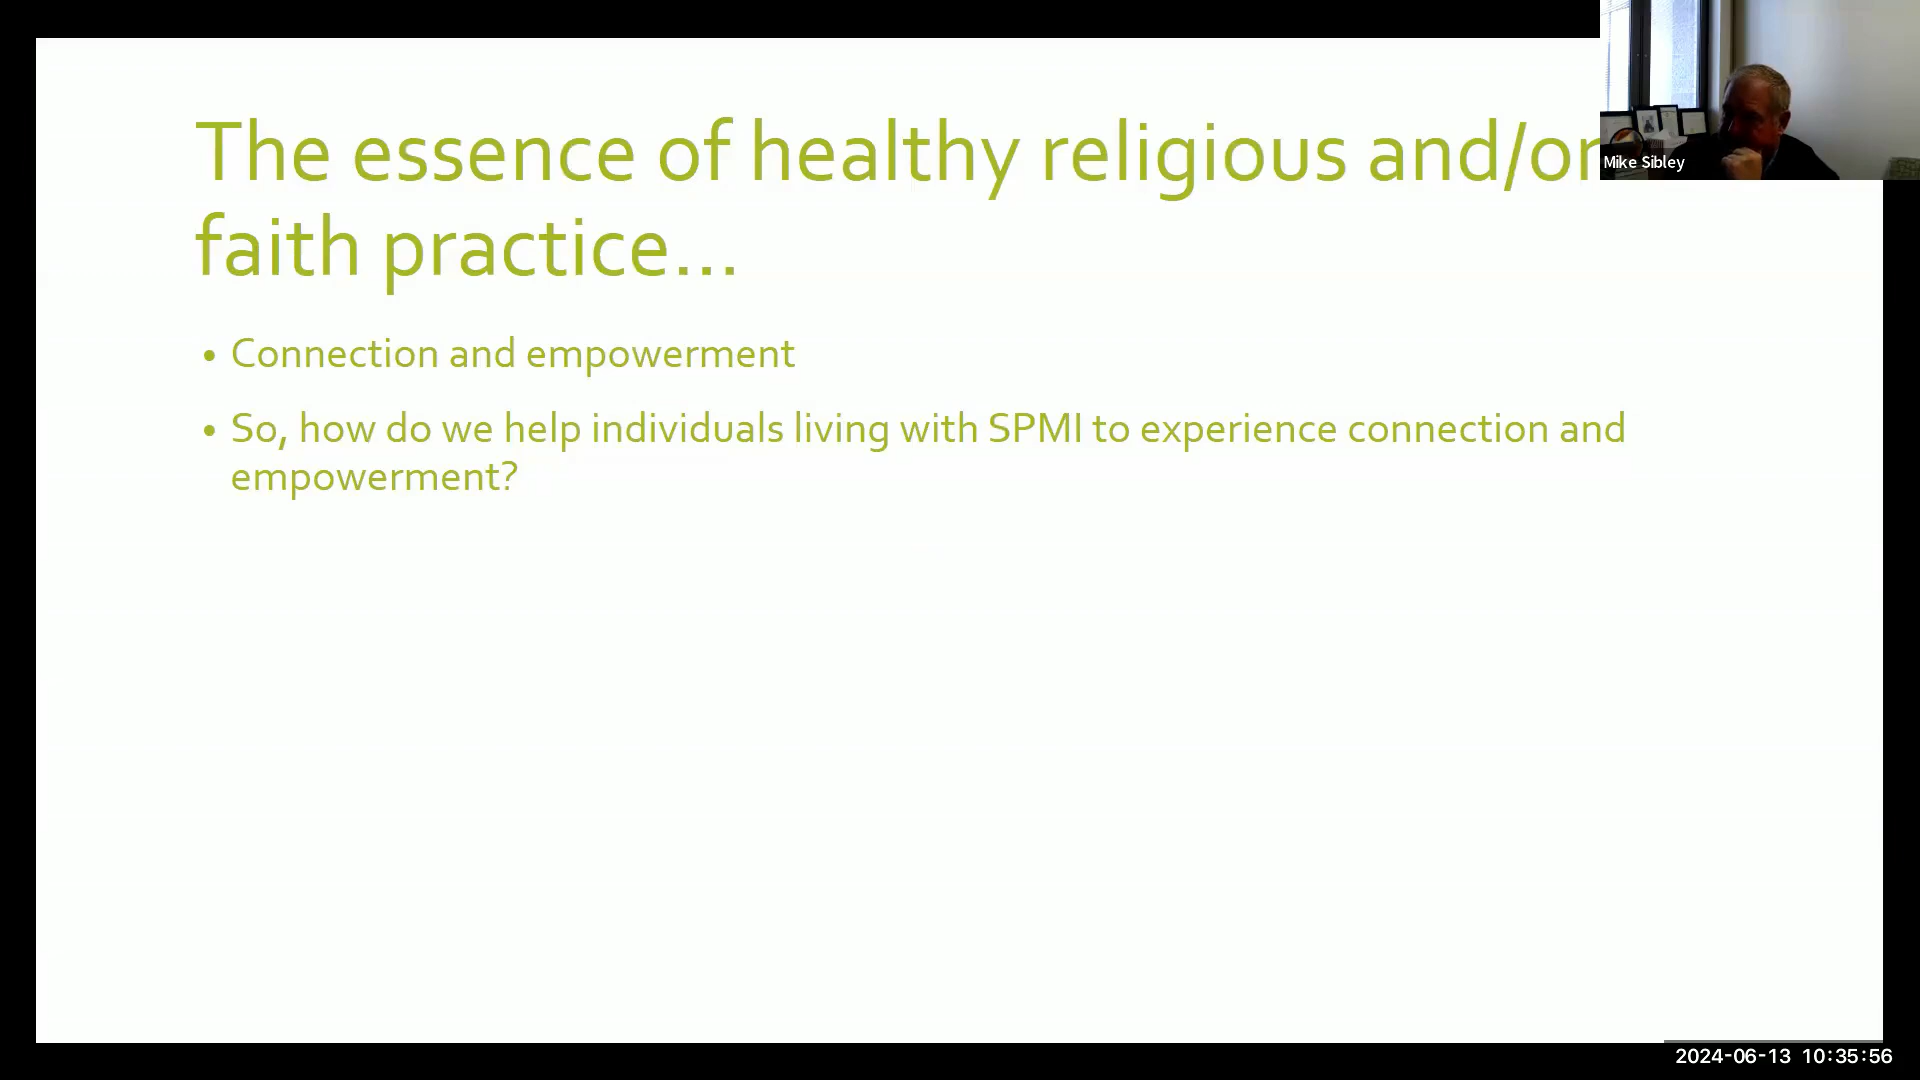 The essence of healthy religious and/or
faith practice...
Mike Sibley
• Connection and empowerment
• So, how do we help individuals living with SPMI to experience connection and
empowerment?
2024-06-13 10:35:56